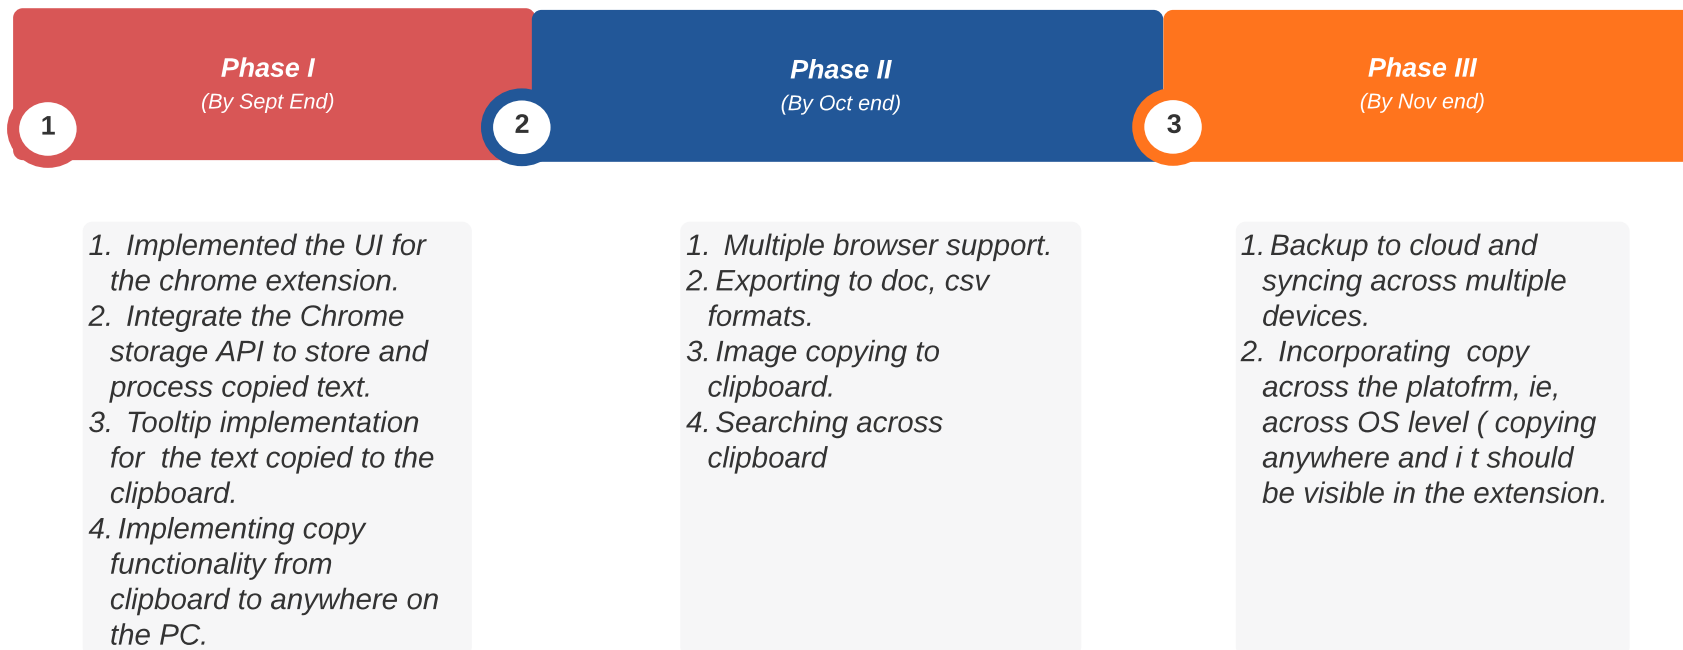 Phase I
(By Sept End)
1
Phase II
(By Oct end)
2
Phase III
(By Nov end)
3
1. Implemented the UI for
the chrome extension.
2. Integrate the Chrome
storage API to store and
process copied text.
3. Tooltip implementation
for the text copied to the
clipboard.
4. Implementing copy
functionality from
clipboard to anywhere on
the PC.
1. Multiple browser support.
2. Exporting to doc, csv
formats.
3. Image copying to
clipboard.
4. Searching across
clipboard
1. Backup to cloud and
syncing across multiple
devices.
2. Incorporating copy
across the platofrm, ie,
across OS level ( copying
anywhere and i t should
be visible in the extension.